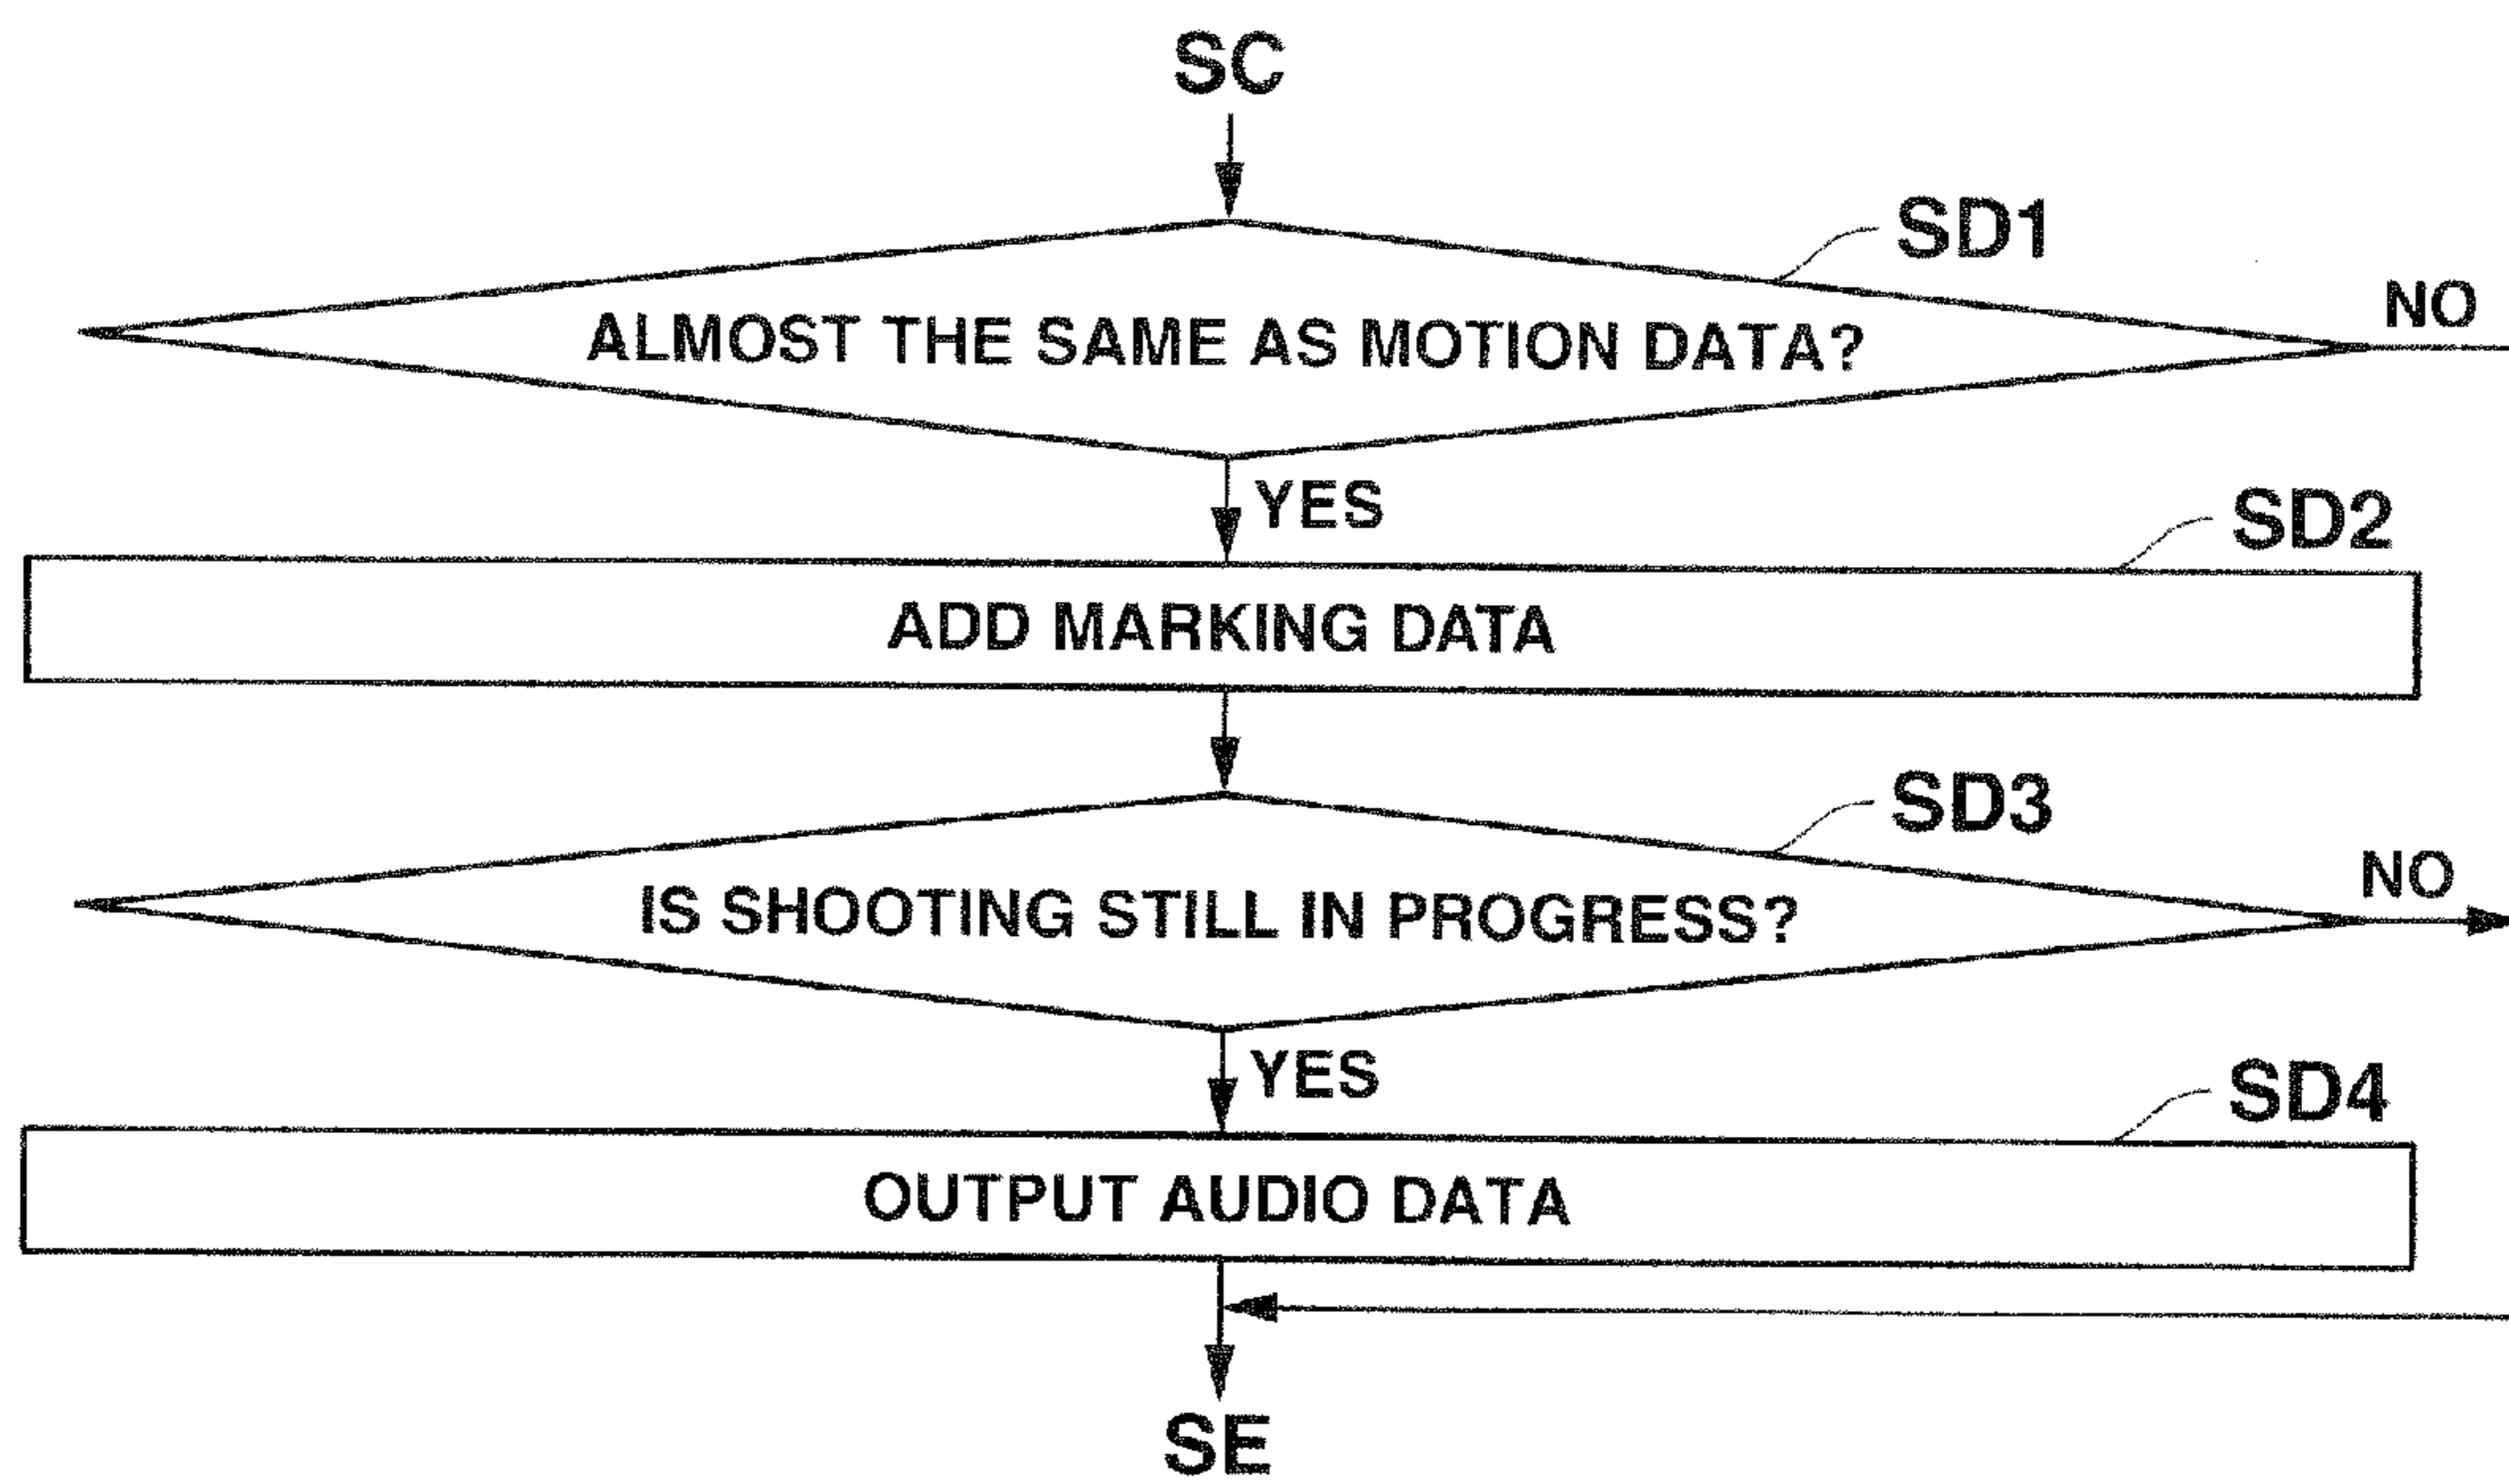 SC
SD1
ALMOST THE SAME AS MOTION DATA?
NO
YES
SD2
ADD MARKING DATA
SD3
IS SHOOTING STILL IN PROGRESS?
NO
YES
SD4
OUTPUT AUDIO DATA
SE